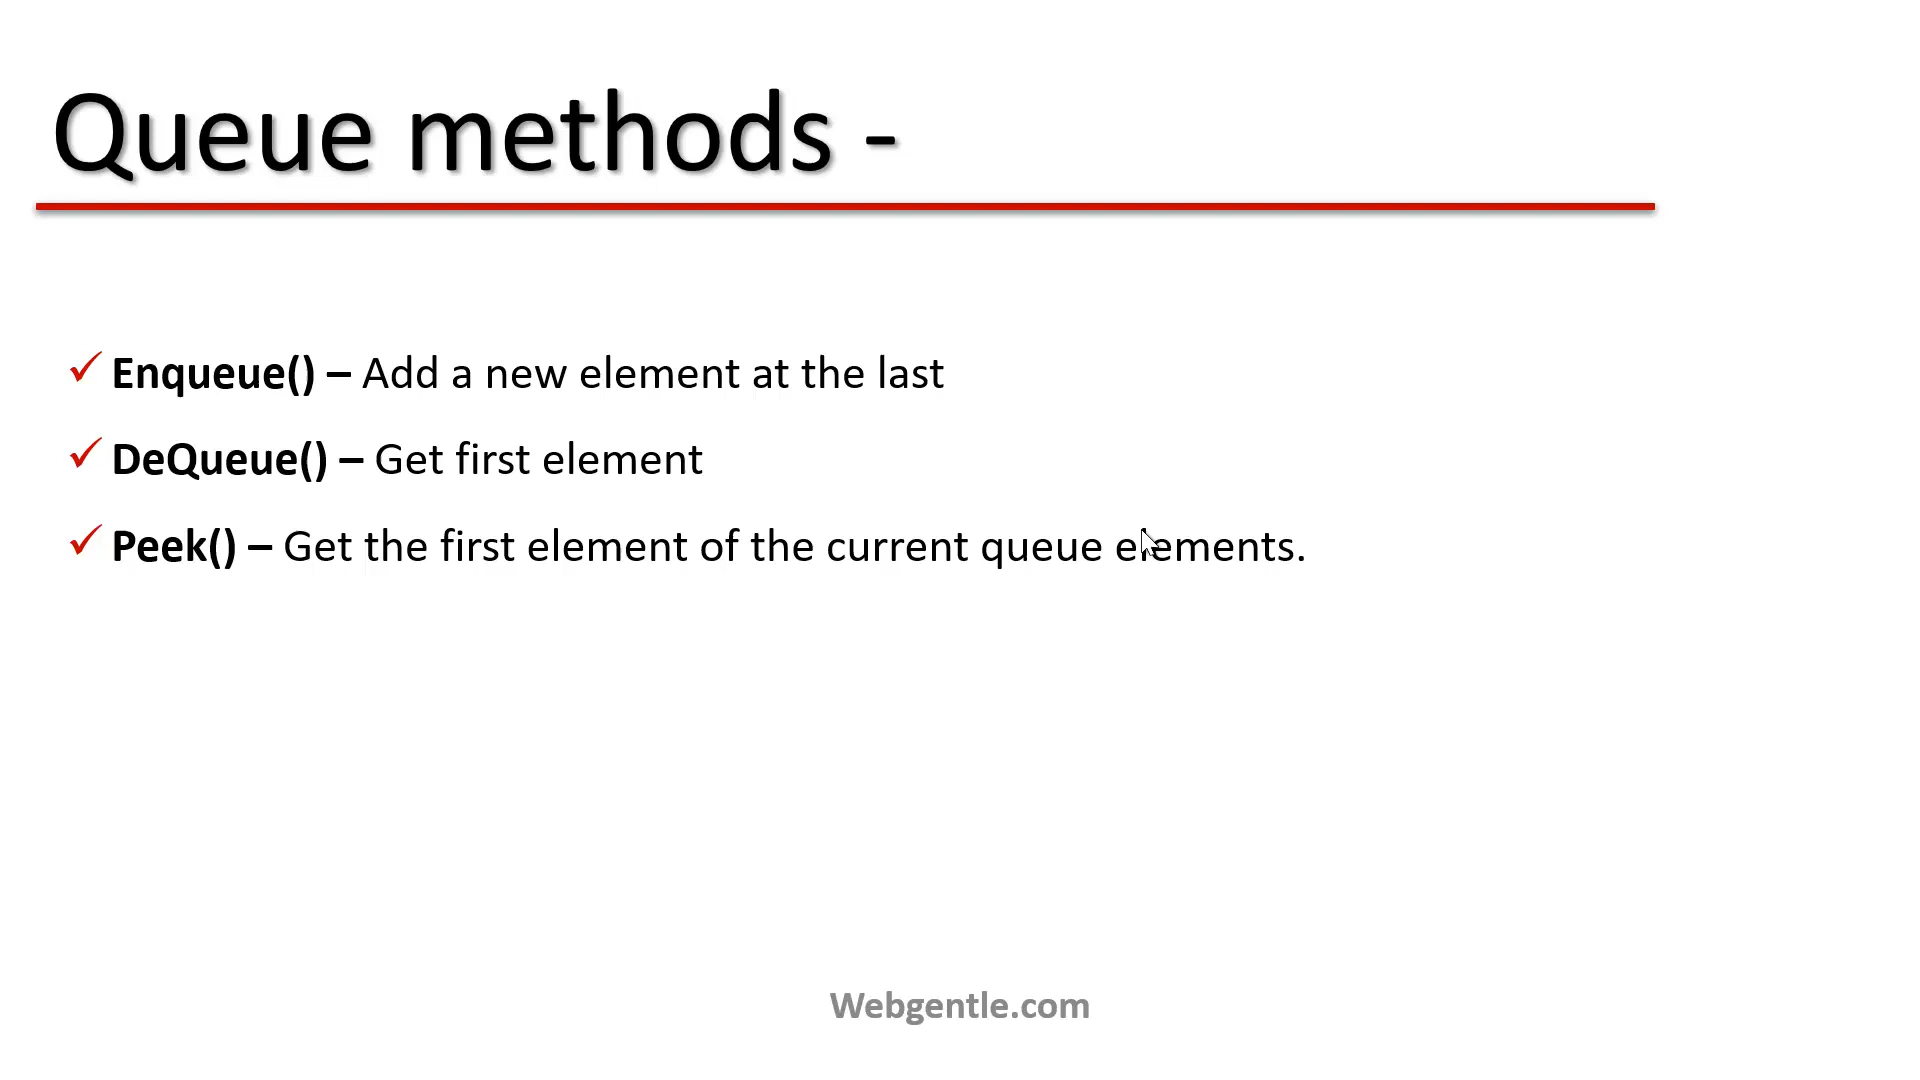 Queue methods -
Enqueue() – Add a new element at the last
DeQueue() – Get first element
Peek() – Get the first element of the current queue elements.
Webgentle.com